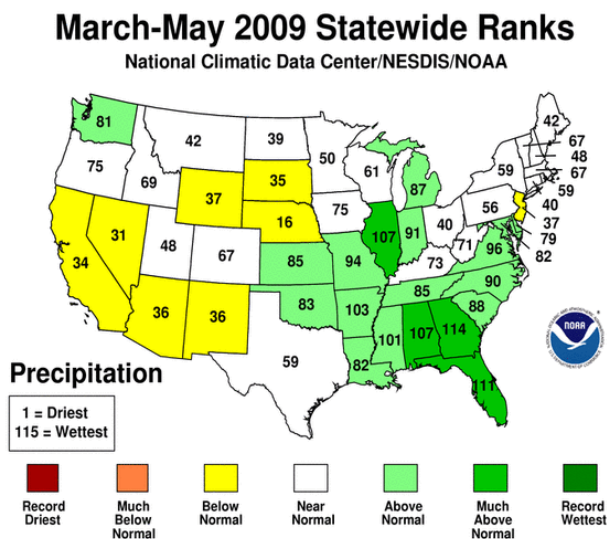 March-May 2009 Statewide Ranks
National Climatic Data Center/NESDIS/NOAA
81
42
39
50
42
67
48
67
59
40
37
79
82
75
69
37
35
61
87
59
16
75
56
34
31
48
67
85
107
91
40
94
73
71
96
36
36
83
103
85
90
88
59
82
101
107
114
111
NOAA
Precipitation
1 = Driest
115 = Wettest
Record
Driest
Much
Below
Normal
Below
Normal
Near
Normal
Above
Normal
Much
Above
Normal
Record
Wettest